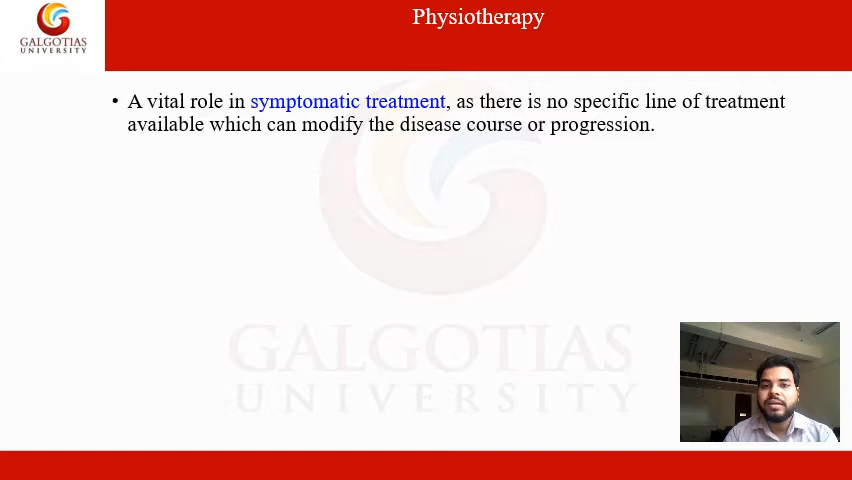 Physiotherapy
GALGOTIAS
UNIVERSITY
• A vital role in symptomatic treatment, as there is no specific line of treatment
available which can modify the disease course or progression.
GALGOTIAS
UNIVERSITY